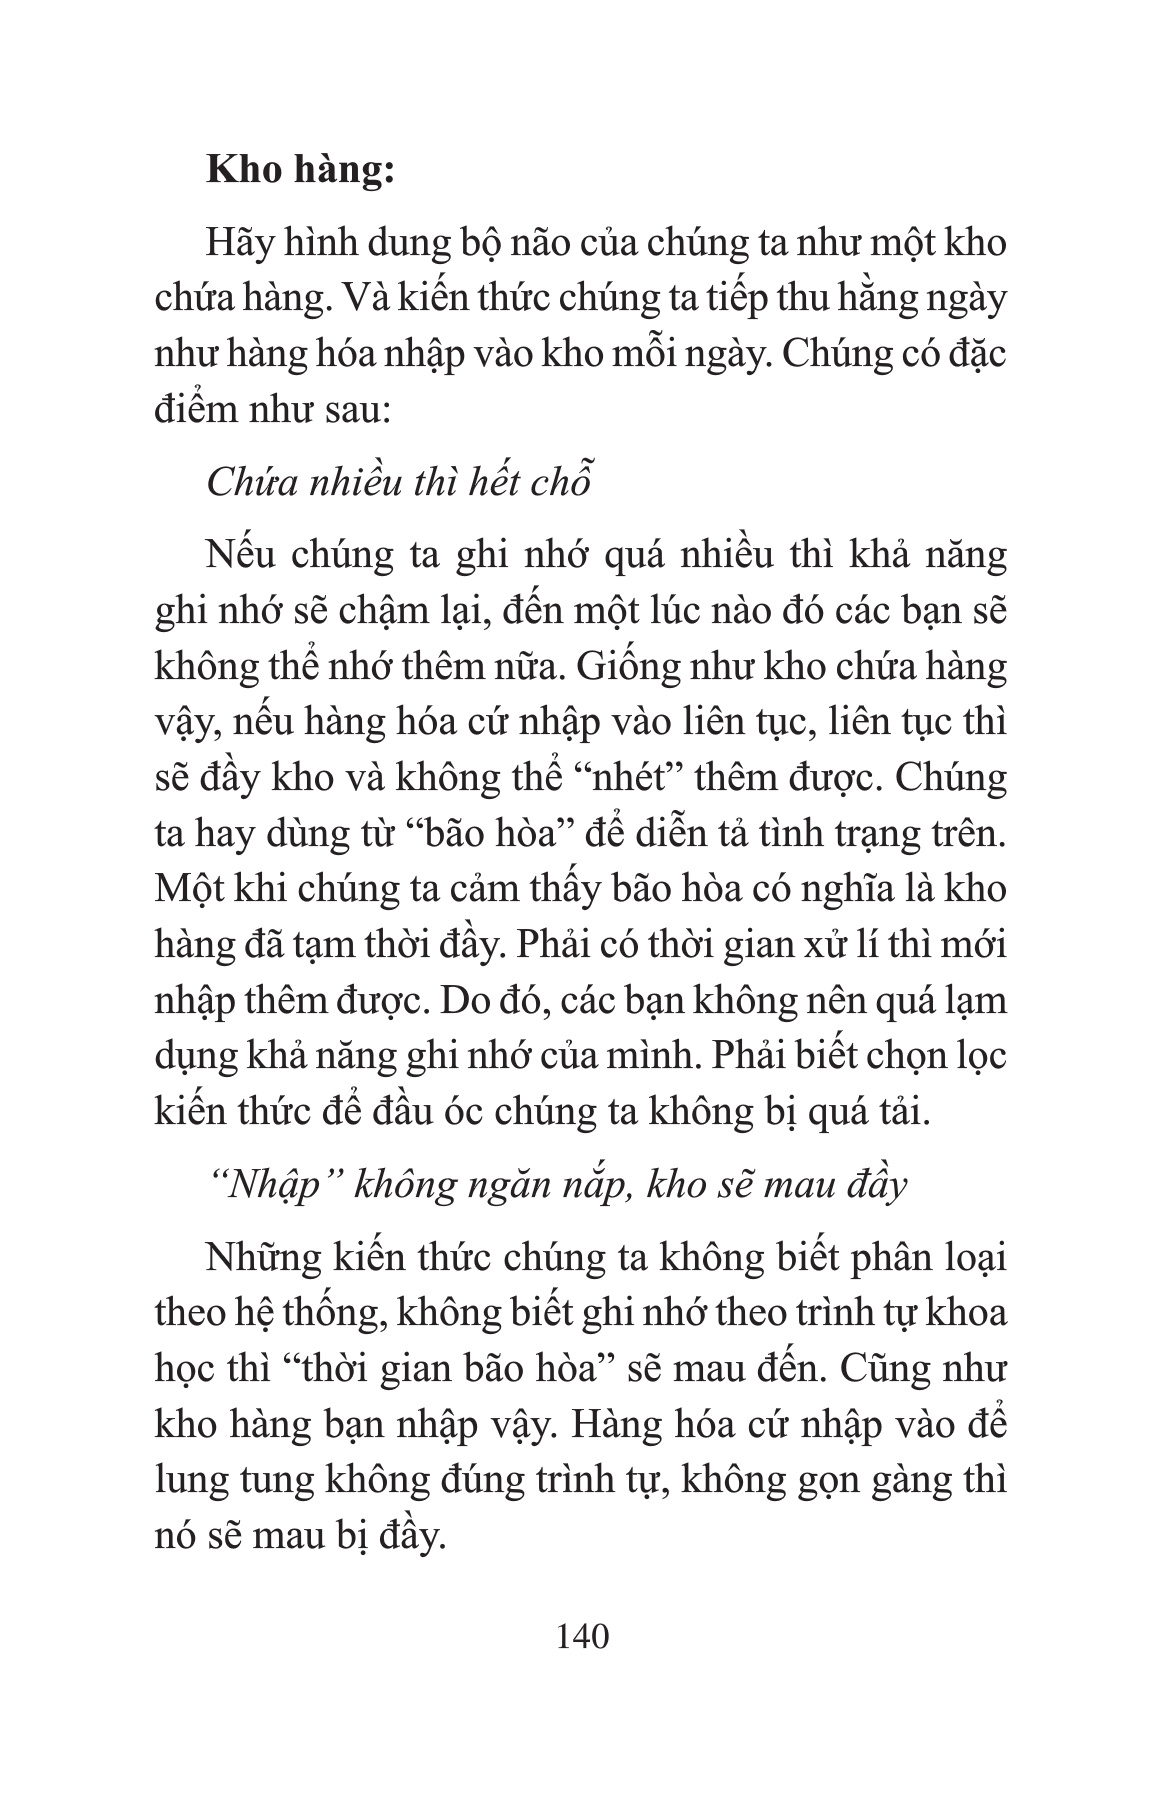 Kho hàng:
Hãy hình dung bộ não của chúng ta như một kho
chứa hàng. Và kiến thức chúng ta tiếp thu hằng ngày
như hàng hóa nhập vào kho mỗi ngày. Chúng có đặc
điểm như sau:
Chứa nhiều thì hết chỗ
Nếu chúng ta ghi nhớ quá nhiều thì khả năng
ghi nhớ sẽ chậm lại, đến một lúc nào đó các bạn sẽ
không thể nhớ thêm nữa. Giống như kho chứa hàng
vậy, nếu hàng hóa cứ nhập vào liên tục, liên tục thì
sẽ đầy kho và không thể “nhét” thêm được. Chúng
ta hay dùng từ “bão hòa” để diễn tả tình trạng trên.
Một khi chúng ta cảm thấy bão hòa có nghĩa là kho
hàng đã tạm thời đầy. Phải có thời gian xử lí thì mới
nhập thêm được. Do đó, các bạn không nên quá lạm
dụng khả năng ghi nhớ của mình. Phải biết chọn lọc
kiến thức để đầu óc chúng ta không bị quá tải.
“Nhập” không ngăn nắp, kho sẽ mau đầy
Những kiến thức chúng ta không biết phân loại
theo hệ thống, không biết ghi nhớ theo trình tự khoa
học thì “thời gian bão hòa” sẽ mau đến. Cũng như
kho hàng bạn nhập vậy. Hàng hóa cứ nhập vào để
lung tung không đúng trình tự, không gọn gàng thì
nó sẽ mau bị đầy.
140